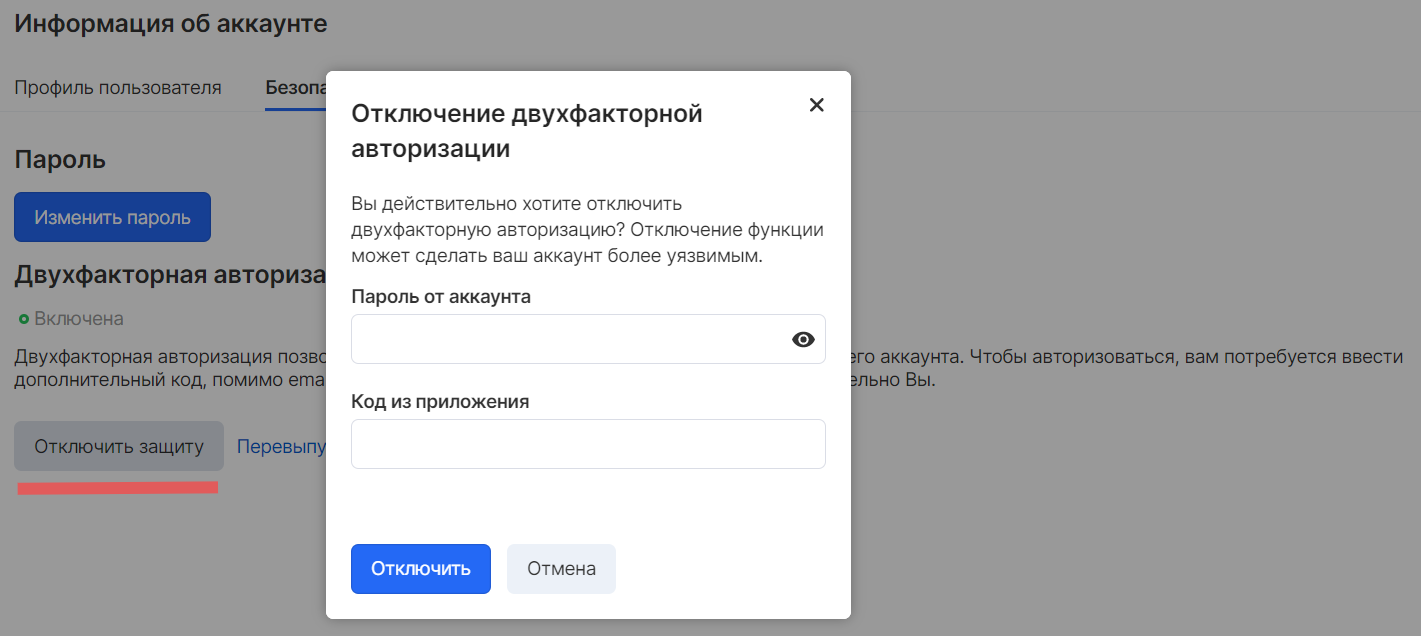 Информация об аккаунте
Профиль пользователя
Безопа
Отключение двухфакторной
авторизации
Пароль
Изменить пароль
Вы действительно хотите отключить
двухфакторную авторизацию? Отключение функции
может сделать ваш аккаунт более уязвимым.
Двухфакторная авториза
Включена
Пароль от аккаунта
Двухфакторная авторизация позво его аккаунта. Чтобы авторизоваться, вам потребуется ввести
дополнительный код, помимо ema ельно Вы.
Код из приложения
Отключить защиту
Перевыпу
Отключить
Отмена